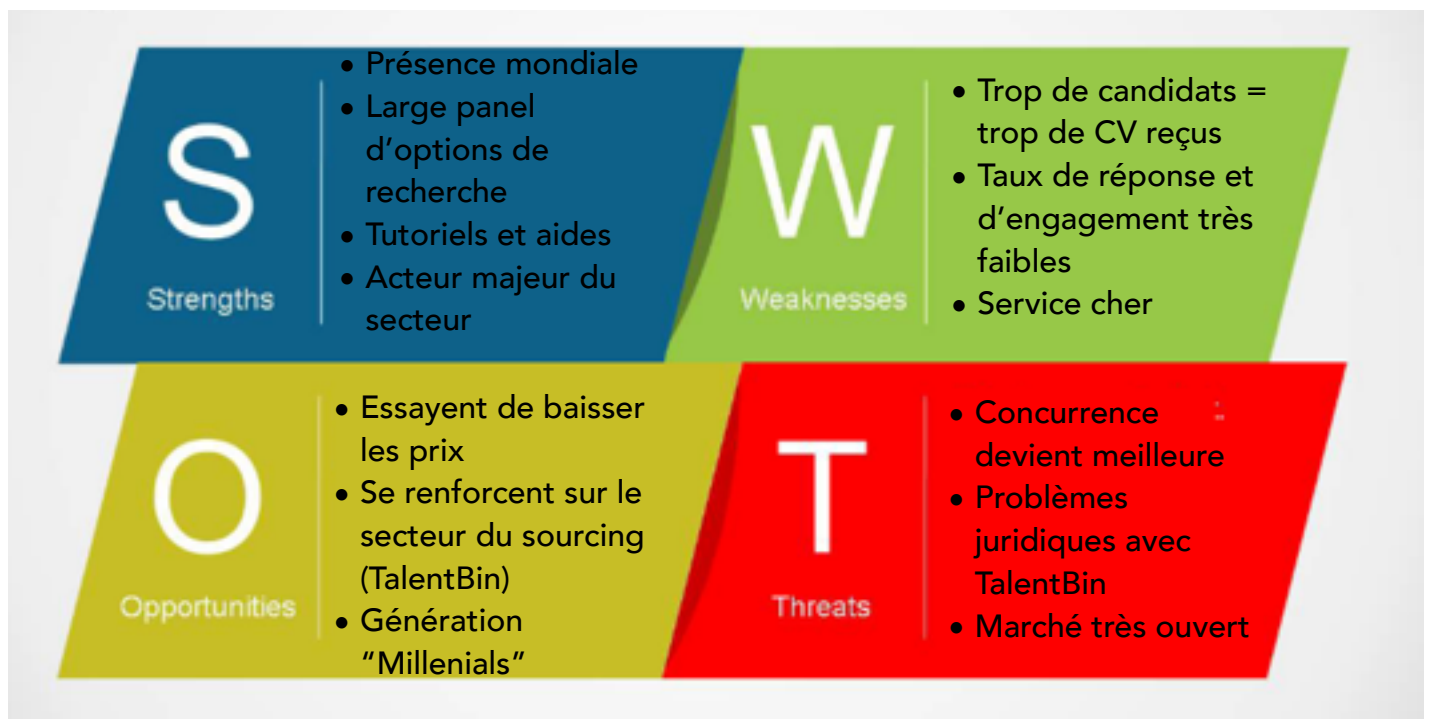 S
Strengths
• Présence mondiale
• Large panel
d’options de
recherche
• Tutoriels et aides
• Acteur majeur du
secteur
W
Weaknesses
• Trop de candidats =
trop de CV reçus
• Taux de réponse et
d’engagement très
faibles
• Service cher
O
Opportunities
• Essayent de baisser
les prix
• Se renforcent sur le
secteur du sourcing
(TalentBin)
• Génération
“Millenials”
T
Threats
• Concurrence
devient meilleure
• Problèmes
juridiques avec
TalentBin
• Marché très ouvert